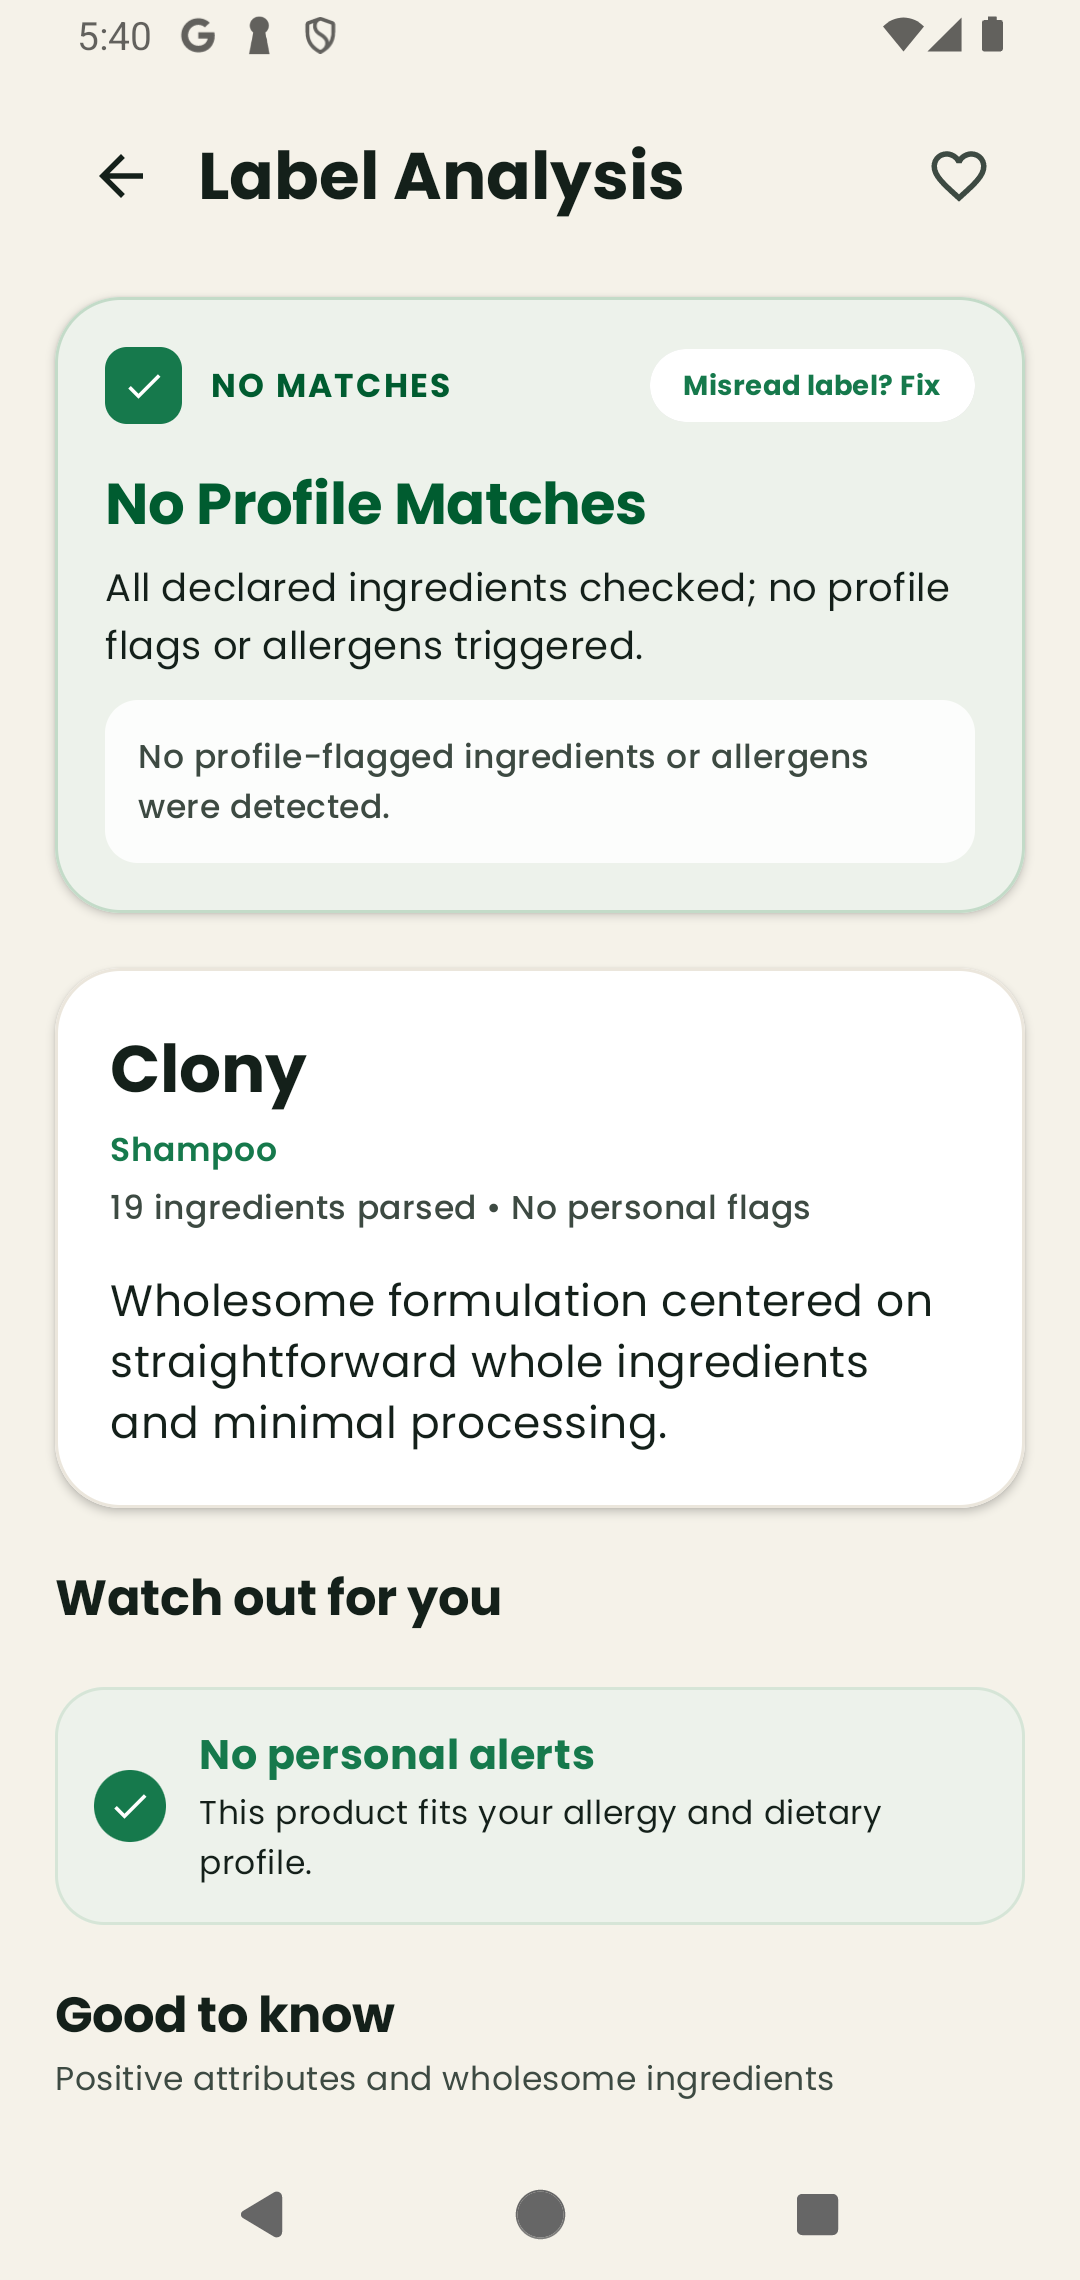 5:40
Label Analysis
NO MATCHES
Misread label? Fix
No Profile Matches
All declared ingredients checked; no profile
flags or allergens triggered.
No profile-flagged ingredients or allergens
were detected.
Clony
Shampoo
19 ingredients parsed • No personal flags
Wholesome formulation centered on
straightforward whole ingredients
and minimal processing.
Watch out for you
No personal alerts
This product fits your allergy and dietary
profile.
Good to know
Positive attributes and wholesome ingredients